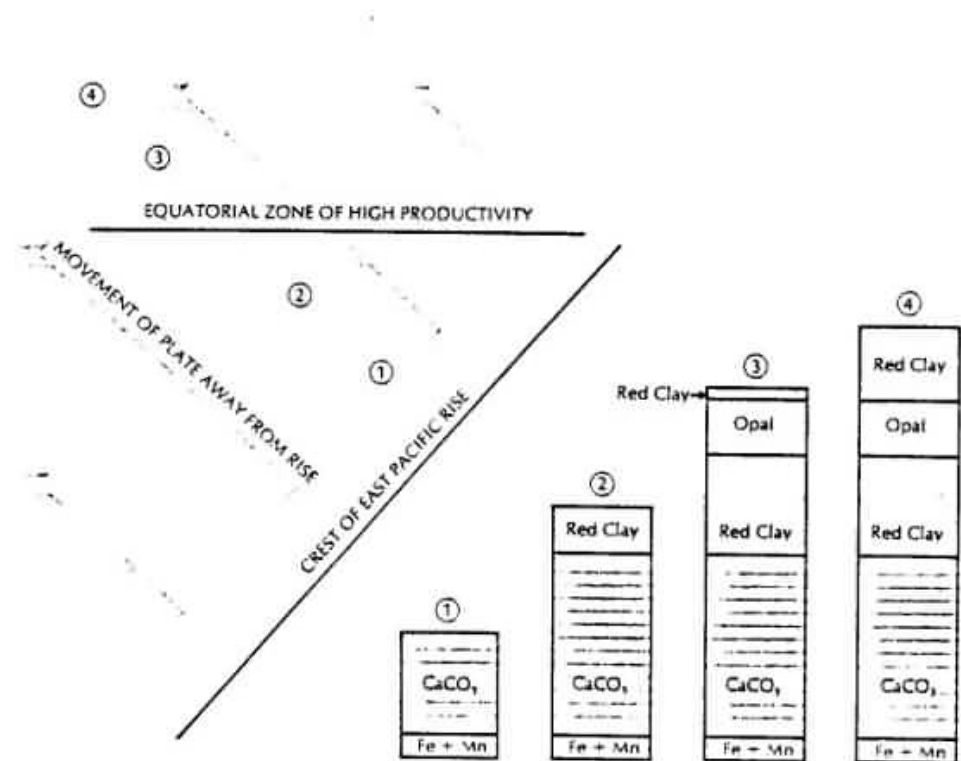 ④
③
EQUATORIAL ZONE OF HIGH PRODUCTIVITY
MOVEMENT OF PLATE AWAY FROM RISE
②
①
CREST OF EAST PACIFIC RISE
①
CaCO₃
Fe + Mn
②
Red Clay
CaCO₃
Fe + Mn
③
Red Clay
Opal
Red Clay
CaCO₃
Fe + Mn
④
Red Clay
Opal
Red Clay
CaCO₃
Fe + Mn